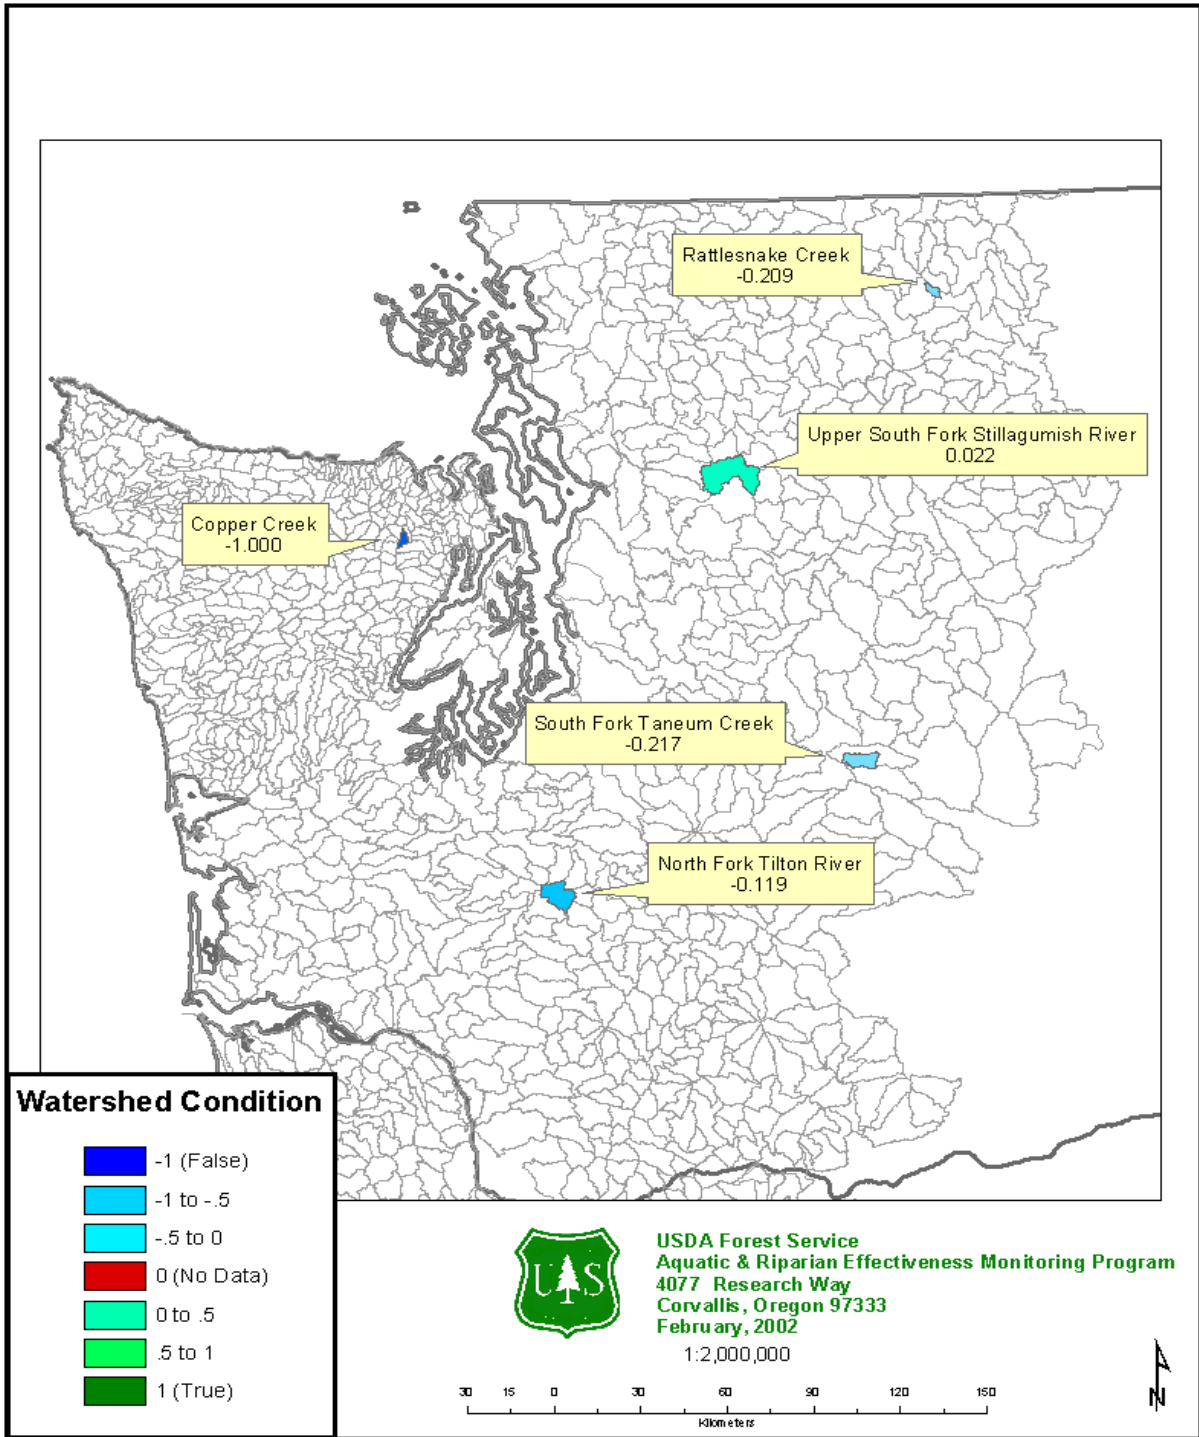 Rattlesnake Creek
-0.209
Upper South Fork Stillagumish River
0.022
Copper Creek
-1.000
South Fork Taneum Creek
-0.217
North Fork Tilton River
-0.119
Watershed Condition
-1 (False)
-1 to -.5
-.5 to 0
0 (No Data)
0 to .5
.5 to 1
1 (True)
U S
USDA Forest Service
Aquatic & Riparian Effectiveness Monitoring Program
4077 Research Way
Corvallis, Oregon 97333
February, 2002
1:2,000,000
30 15 0 30 60 90 120 150
Kilometers
N